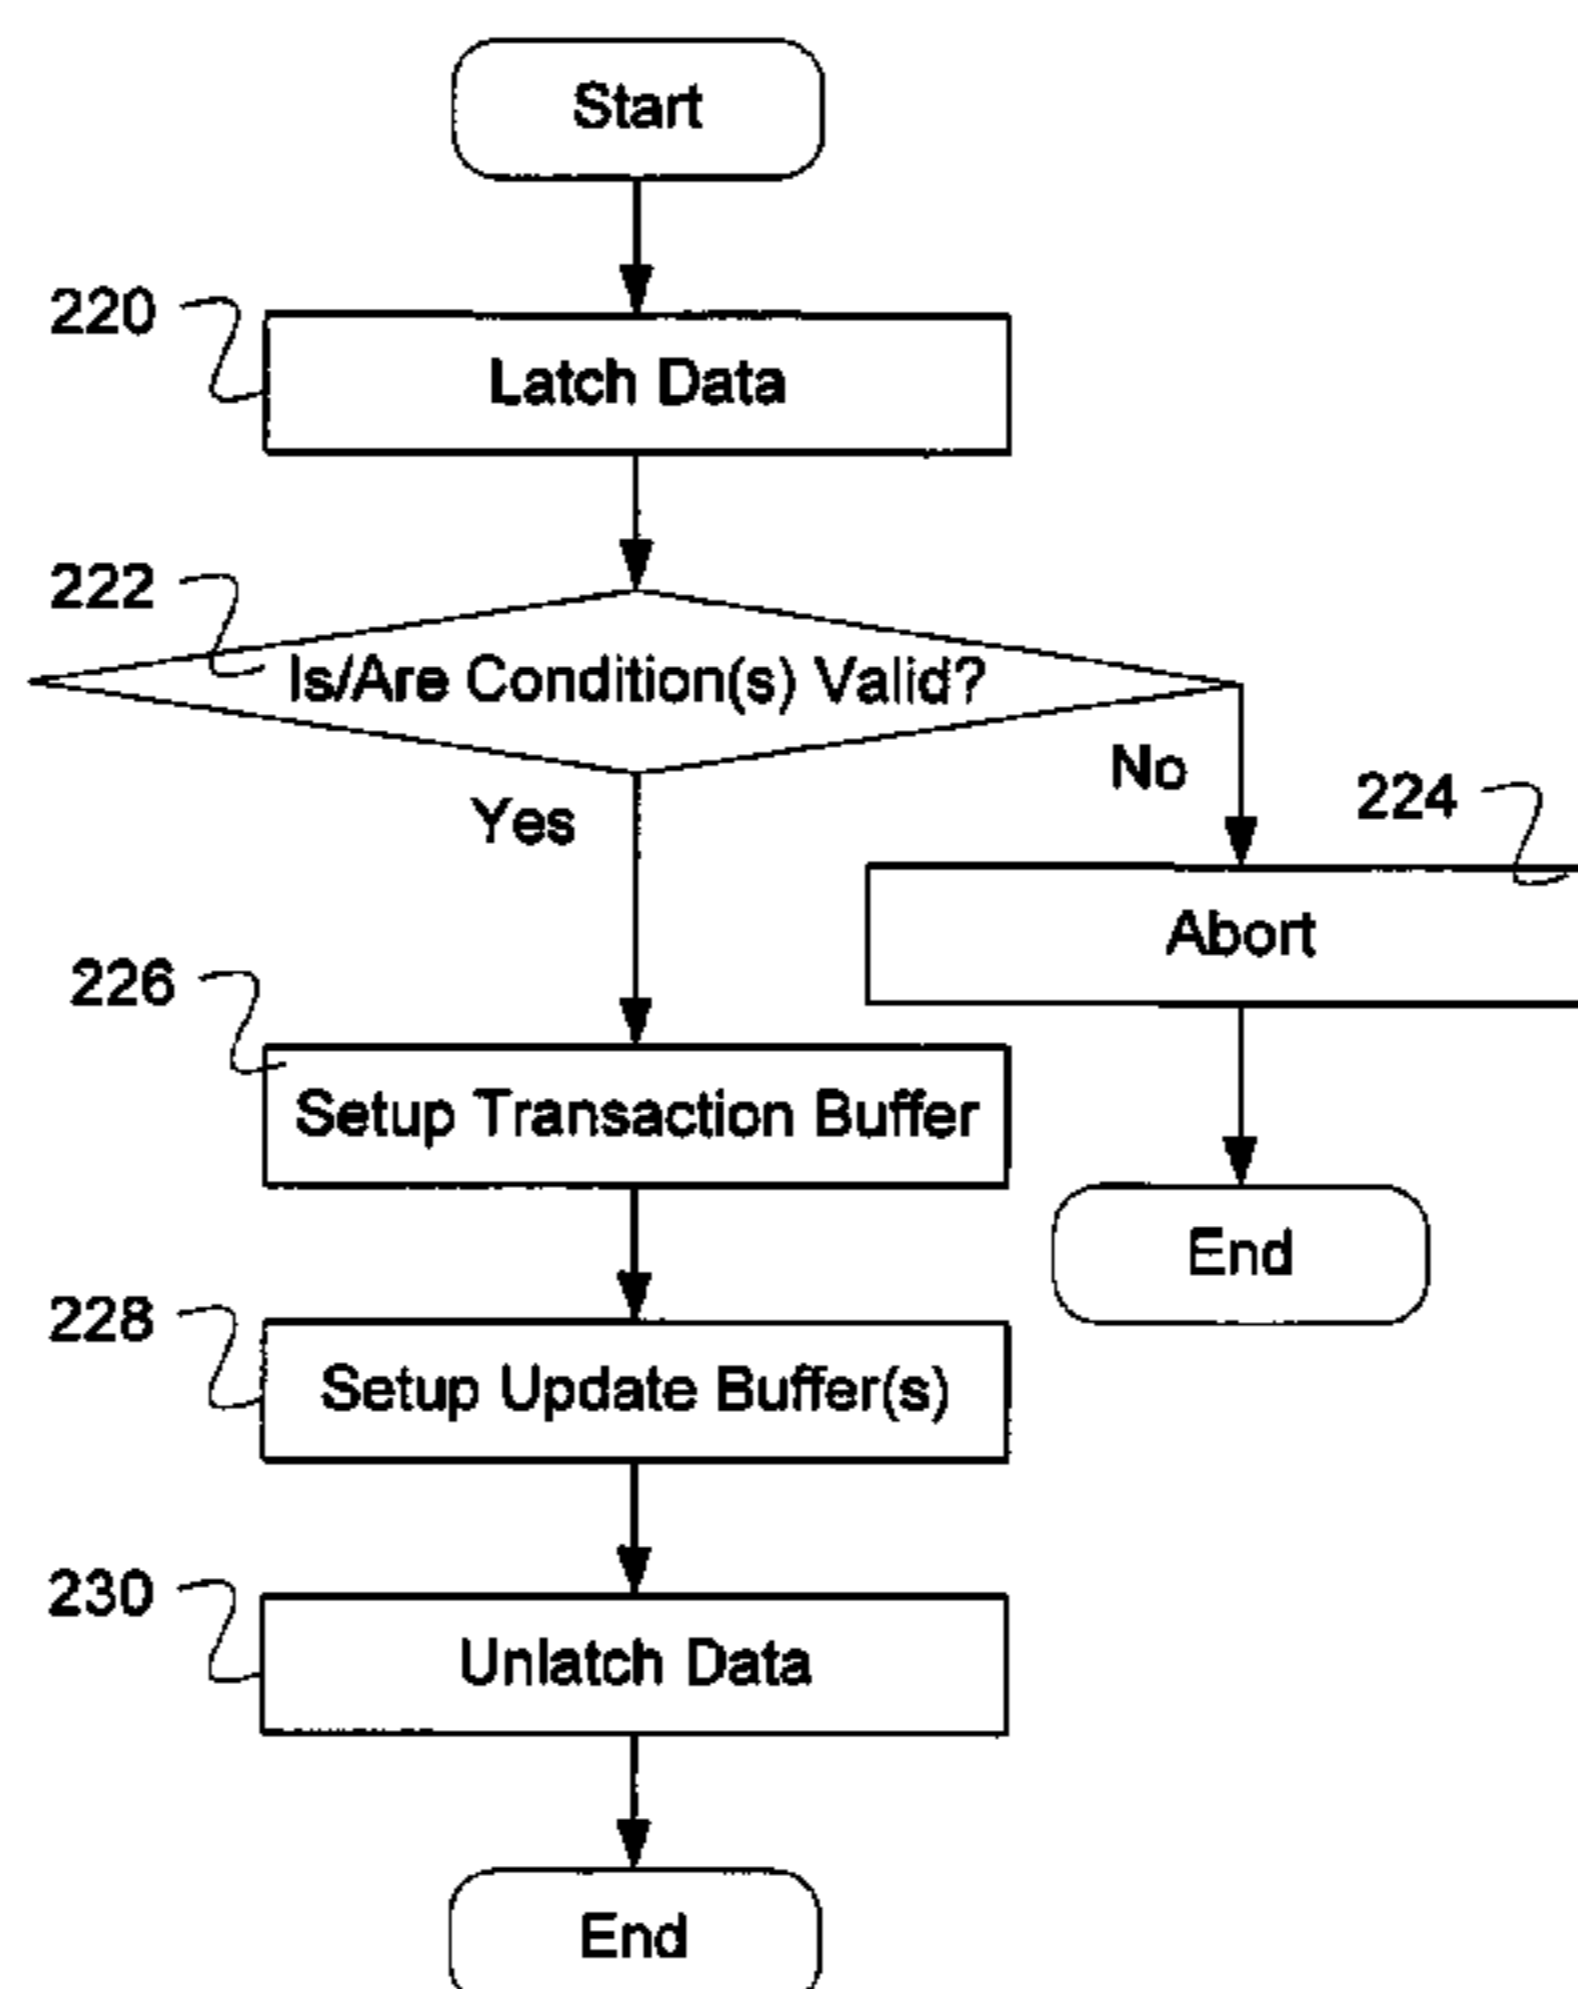 Start
220
Latch Data
222
Is/Are Condition(s) Valid?
No
Yes
224
Abort
226
Setup Transaction Buffer
End
228
Setup Update Buffer(s)
230
Unlatch Data
End